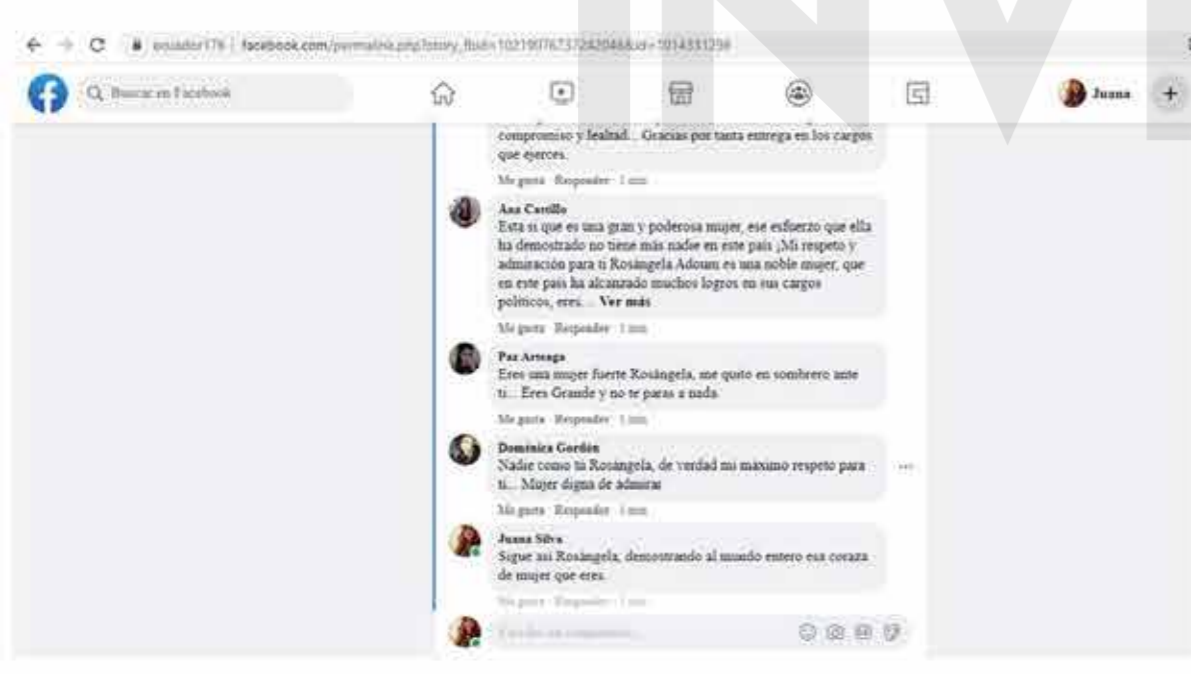 facebook.com/permalink.php?story_fbid=
Buscar en Facebook
Juana
compromiso y lealtad... Gracias por tanta entrega en los cargos
que ejerces.
Me gusta Responder 1 min
Ana Castillo
Esta si que es una gran y poderosa mujer, ese esfuerzo que ella
ha demostrado no tiene más nadie en este país ¡Mi respeto y
admiración para ti Rosángela Adoum es una noble mujer, que
en este país ha alcanzado muchos logros en sus cargos
políticos, eres... Ver más
Me gusta Responder 1 min
Paz Arteaga
Eres una mujer fuerte Rosángela, me quito en sombrero ante
ti... Eres Grande y no te paras a nada
Me gusta Responder 1 min
Doménica Gordón
Nadie como tú Rosángela, de verdad mi máximo respeto para
ti... Mujer digna de admirar
Me gusta Responder 1 min
Juana Silva
Sigue así Rosángela, demostrando al mundo entero esa coraza
de mujer que eres.
Me gusta Responder 1 min
INV